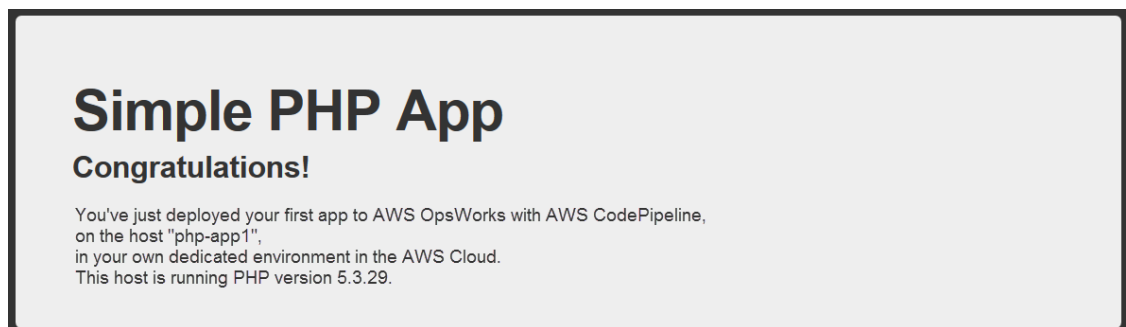 Simple PHP App
Congratulations!
You've just deployed your first app to AWS OpsWorks with AWS CodePipeline,
on the host "php-app1",
in your own dedicated environment in the AWS Cloud.
This host is running PHP version 5.3.29.